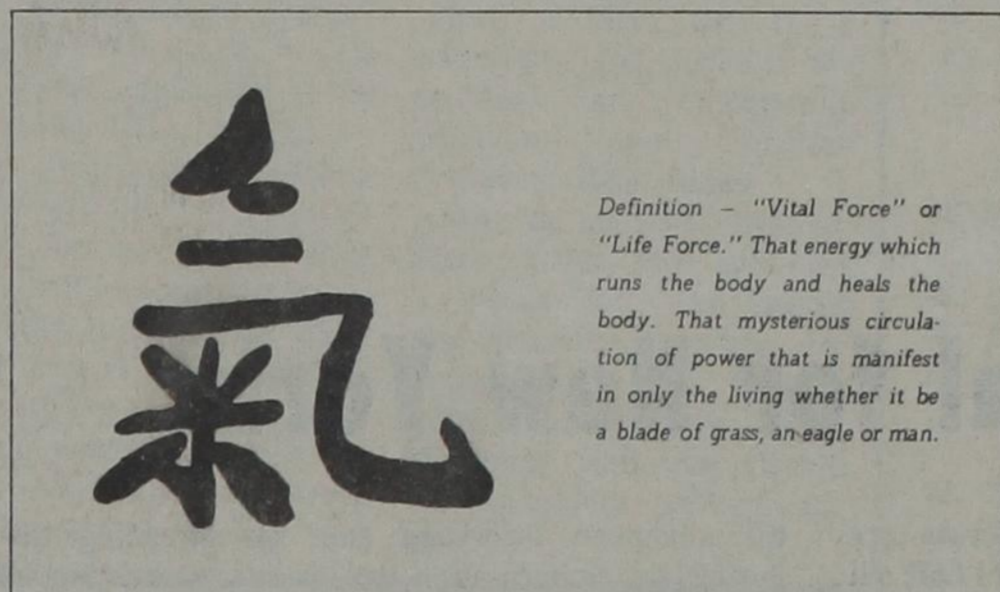 氣
Definition – "Vital Force" or
"Life Force." That energy which
runs the body and heals the
body. That mysterious circula-
tion of power that is manifest
in only the living whether it be
a blade of grass, an eagle or man.